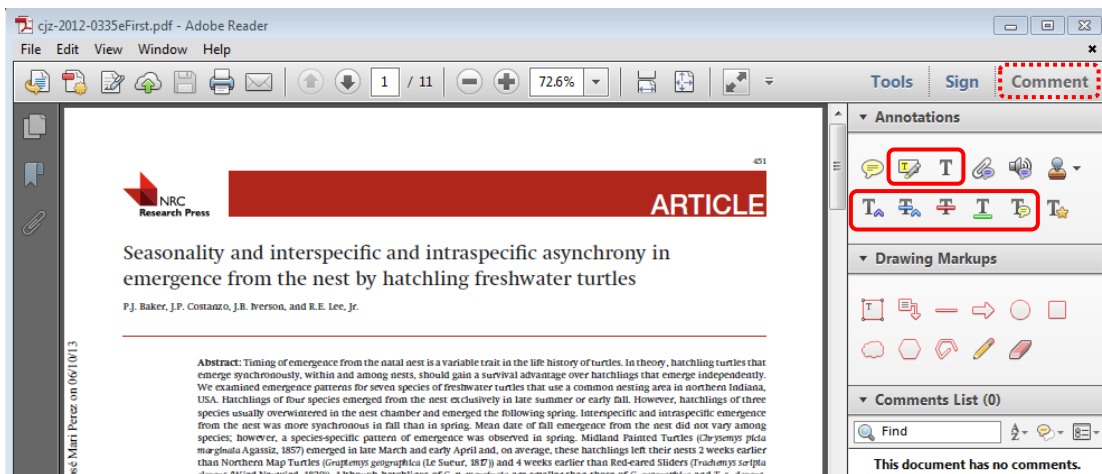 cjz-2012-0335eFirst.pdf - Adobe Reader
File Edit View Window Help
1 / 11 72.6% Tools Sign Comment
Annotations
451
NRC
Research Press
ARTICLE
Seasonality and interspecific and intraspecific asynchrony in
emergence from the nest by hatchling freshwater turtles
P.J. Baker, J.P. Costanzo, J.B. Iverson, and R.E. Lee, Jr.
Abstract: Timing of emergence from the natal nest is a variable trait in the life history of turtles. In theory, hatchling turtles that
emerge synchronously, within and among nests, should gain a survival advantage over hatchlings that emerge independently.
We examined emergence patterns for seven species of freshwater turtles that use a common nesting area in northern Indiana,
USA. Hatchlings of four species emerged from the nest exclusively in late summer or early fall. However, hatchlings of three
species usually overwintered in the nest chamber and emerged the following spring. Interspecific and intraspecific emergence
from the nest was more synchronous in fall than in spring. Mean date of fall emergence from the nest did not vary among
species; however, a species-specific pattern of emergence was observed in spring. Midland Painted Turtles (Chrysemys picta
marginata Agassiz, 1857) emerged in late March and early April and, on average, these hatchlings left their nests 2 weeks earlier
than Northern Map Turtles (Graptemys geographica (Le Sueur, 1817)) and 4 weeks earlier than Red-eared Sliders (Trachemys scripta
osé Mari Perez on 06/10/13
Drawing Markups
Comments List (0)
Find
This document has no comments.